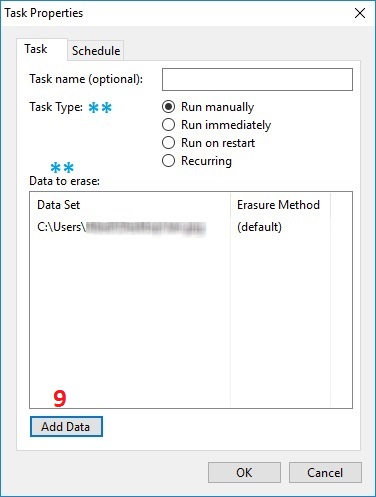 Task Properties
Task Schedule
Task name (optional):
Task Type: ** Run manually
Run immediately
Run on restart
Recurring
**
Data to erase:
Data Set Erasure Method
C:\Users\ (default)
9
Add Data
OK Cancel